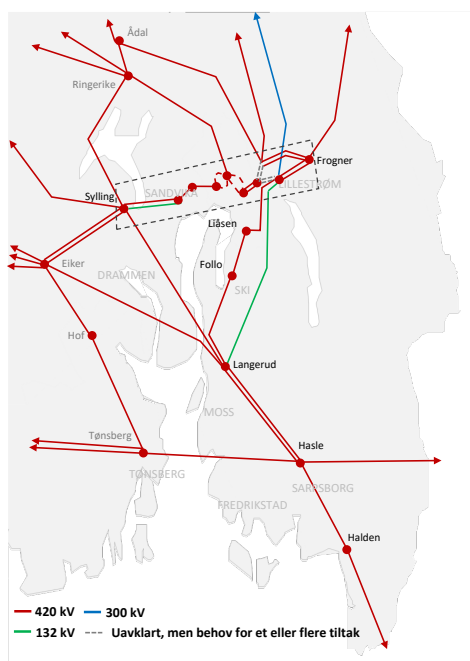 Ådal
Ringerike
Frogner
LILLESTRØM
SANDVIKA
Sylling
Liåsen
Eiker
DRAMMEN
Follo
SKI
Hof
Langerud
MOSS
Tønsberg
Hasle
TØNSBERG
SARPSBORG
FREDRIKSTAD
Halden
420 kV
300 kV
132 kV
Uavklart, men behov for et eller flere tiltak